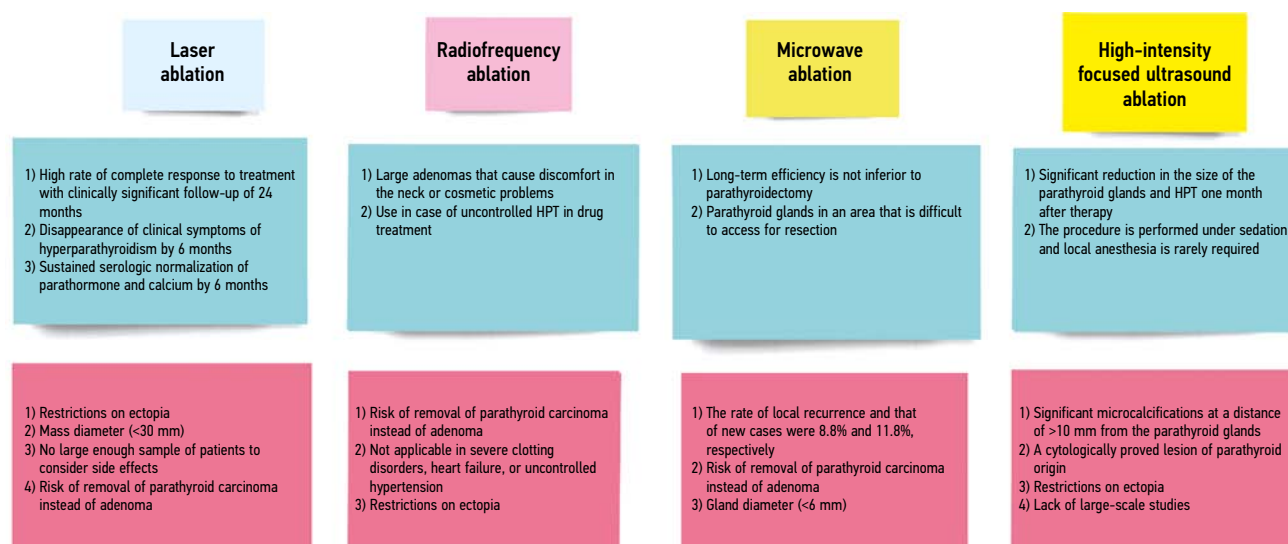 Laser
ablation
Radiofrequency
ablation
Microwave
ablation
High-intensity
focused ultrasound
ablation
1) High rate of complete response to treatment
with clinically significant follow-up of 24
months
2) Disappearance of clinical symptoms of
hyperparathyroidism by 6 months
3) Sustained serologic normalization of
parathormone and calcium by 6 months
1) Large adenomas that cause discomfort in
the neck or cosmetic problems
2) Use in case of uncontrolled HPT in drug
treatment
1) Long-term efficiency is not inferior to
parathyroidectomy
2) Parathyroid glands in an area that is difficult
to access for resection
1) Significant reduction in the size of the
parathyroid glands and HPT one month
after therapy
2) The procedure is performed under sedation
and local anesthesia is rarely required
1) Restrictions on ectopia
2) Mass diameter (<30 mm)
3) No large enough sample of patients to
consider side effects
4) Risk of removal of parathyroid carcinoma
instead of adenoma
1) Risk of removal of parathyroid carcinoma
instead of adenoma
2) Not applicable in severe clotting
disorders, heart failure, or uncontrolled
hypertension
3) Restrictions on ectopia
1) The rate of local recurrence and that
of new cases were 8.8% and 11.8%,
respectively
2) Risk of removal of parathyroid carcinoma
instead of adenoma
3) Gland diameter (<6 mm)
1) Significant microcalcifications at a distance
of >10 mm from the parathyroid glands
2) A cytologically proved lesion of parathyroid
origin
3) Restrictions on ectopia
4) Lack of large-scale studies